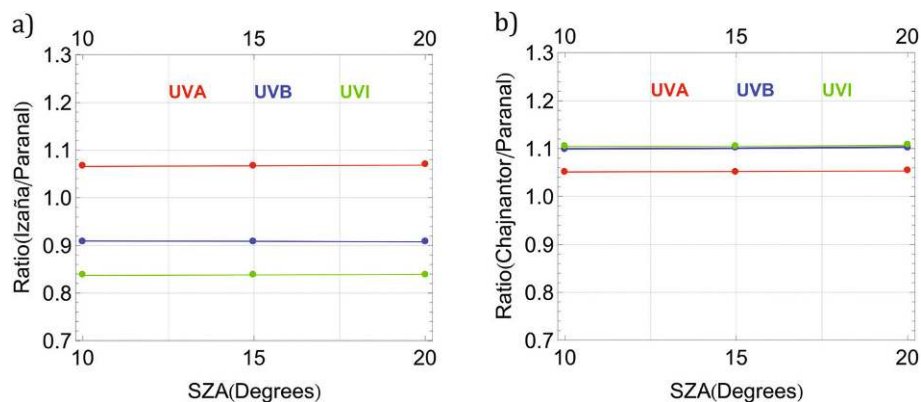 a)
10 15 20
1.3
1.2
1.1
1.0
0.9
0.8
0.7
Ratio(Izaña/Paranal)
UVA UVB UVI
10 15 20
SZA(Degrees)
b)
10 15 20
1.3
1.2
1.1
1.0
0.9
0.8
0.7
Ratio(Chajnantor/Paranal)
UVA UVB UVI
10 15 20
SZA(Degrees)